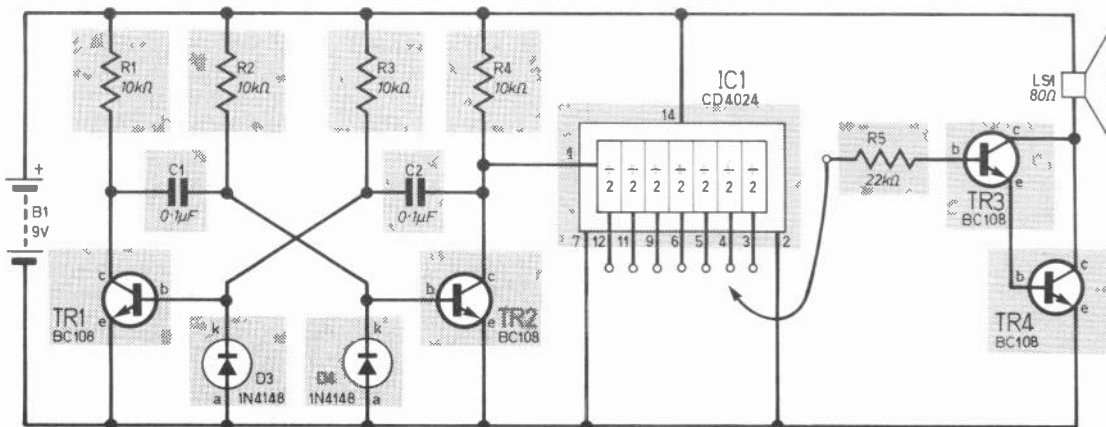 R1
10kΩ
R2
10kΩ
R3
10kΩ
R4
10kΩ
IC1
CD4024
LS1
80Ω
14
1
÷ ÷ ÷ ÷ ÷ ÷ ÷
2 2 2 2 2 2 2
7 12 11 9 6 5 4 3 2
R5
22kΩ
b
c
e
TR3
BC108
C1
0·1µF
C2
0·1µF
+
B1
9V
c
b
e
TR1
BC108
b
c
e
TR2
BC108
b
c
e
TR4
BC108
k
D3
1N4148
a
k
D4
1N4148
a